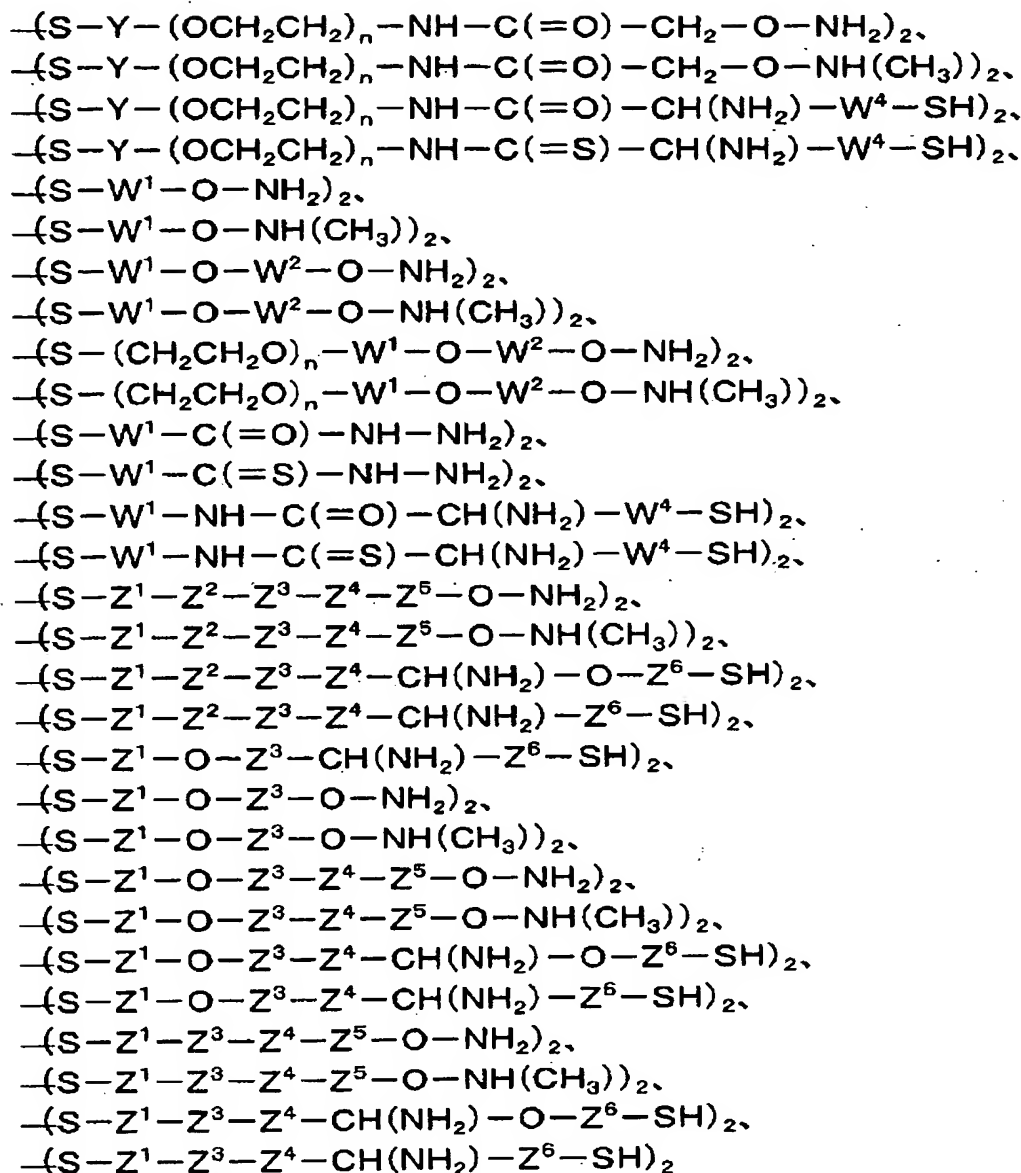 -(S-Y-(OCH₂CH₂)ₙ-NH-C(=O)-CH₂-O-NH₂)₂、
-(S-Y-(OCH₂CH₂)ₙ-NH-C(=O)-CH₂-O-NH(CH₃))₂、
-(S-Y-(OCH₂CH₂)ₙ-NH-C(=O)-CH(NH₂)-W⁴-SH)₂、
-(S-Y-(OCH₂CH₂)ₙ-NH-C(=S)-CH(NH₂)-W⁴-SH)₂、
-(S-W¹-O-NH₂)₂、
-(S-W¹-O-NH(CH₃))₂、
-(S-W¹-O-W²-O-NH₂)₂、
-(S-W¹-O-W²-O-NH(CH₃))₂、
-(S-(CH₂CH₂O)ₙ-W¹-O-W²-O-NH₂)₂、
-(S-(CH₂CH₂O)ₙ-W¹-O-W²-O-NH(CH₃))₂、
-(S-W¹-C(=O)-NH-NH₂)₂、
-(S-W¹-C(=S)-NH-NH₂)₂、
-(S-W¹-NH-C(=O)-CH(NH₂)-W⁴-SH)₂、
-(S-W¹-NH-C(=S)-CH(NH₂)-W⁴-SH)₂、
-(S-Z¹-Z²-Z³-Z⁴-Z⁵-O-NH₂)₂、
-(S-Z¹-Z²-Z³-Z⁴-Z⁵-O-NH(CH₃))₂、
-(S-Z¹-Z²-Z³-Z⁴-CH(NH₂)-O-Z⁶-SH)₂、
-(S-Z¹-Z²-Z³-Z⁴-CH(NH₂)-Z⁶-SH)₂、
-(S-Z¹-O-Z³-CH(NH₂)-Z⁶-SH)₂、
-(S-Z¹-O-Z³-O-NH₂)₂、
-(S-Z¹-O-Z³-O-NH(CH₃))₂、
-(S-Z¹-O-Z³-Z⁴-Z⁵-O-NH₂)₂、
-(S-Z¹-O-Z³-Z⁴-Z⁵-O-NH(CH₃))₂、
-(S-Z¹-O-Z³-Z⁴-CH(NH₂)-O-Z⁶-SH)₂、
-(S-Z¹-O-Z³-Z⁴-CH(NH₂)-Z⁶-SH)₂、
-(S-Z¹-Z³-Z⁴-Z⁵-O-NH₂)₂、
-(S-Z¹-Z³-Z⁴-Z⁵-O-NH(CH₃))₂、
-(S-Z¹-Z³-Z⁴-CH(NH₂)-O-Z⁶-SH)₂、
-(S-Z¹-Z³-Z⁴-CH(NH₂)-Z⁶-SH)₂